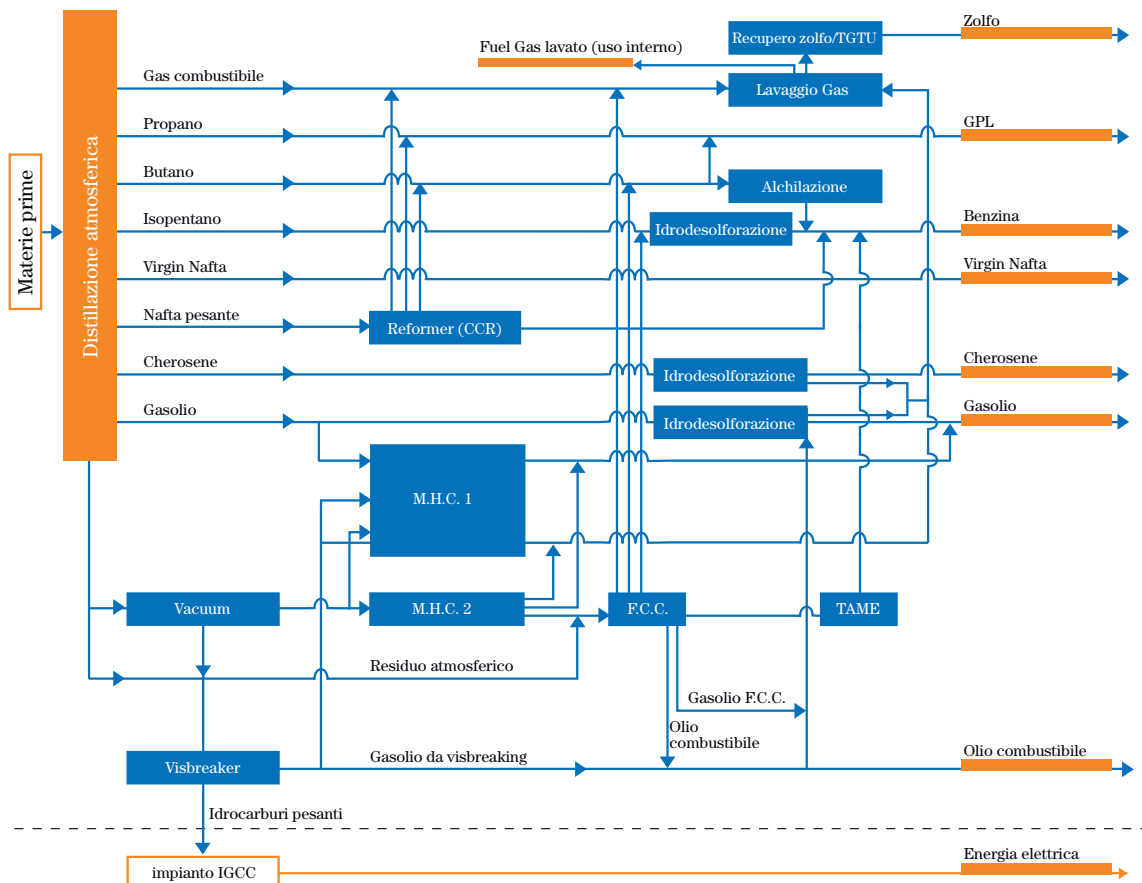 Zolfo
Recupero zolfo/TGTU
Fuel Gas lavato (uso interno)
Gas combustibile
Lavaggio Gas
Propano
GPL
Butano
Alchilazione
Isopentano
Idrodesolforazione
Benzina
Virgin Nafta
Virgin Nafta
Materie prime
Distillazione atmosferica
Nafta pesante
Reformer (CCR)
Cherosene
Idrodesolforazione
Cherosene
Gasolio
Idrodesolforazione
Gasolio
M.H.C. 1
Vacuum
M.H.C. 2
F.C.C.
TAME
Residuo atmosferico
Gasolio F.C.C.
Olio
combustibile
Visbreaker
Gasolio da visbreaking
Olio combustibile
Idrocarburi pesanti
impianto IGCC
Energia elettrica